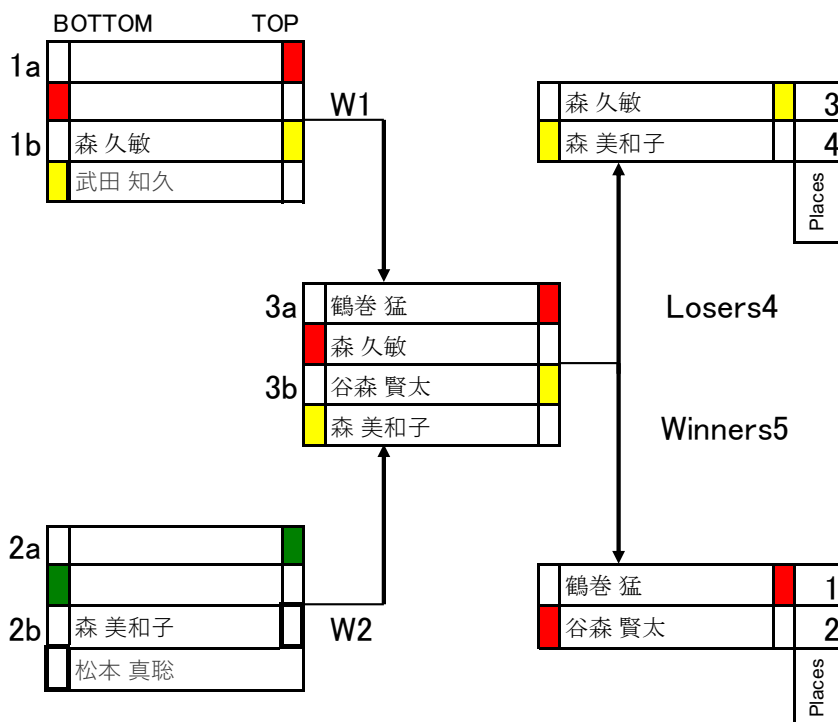 BOTTOM TOP
1a
W1
1b 森 久敏
武田 知久
森 久敏 3
森 美和子 4
Places
3a 鶴巻 猛
森 久敏
3b 谷森 賢太
森 美和子
Losers4
Winners5
2a
2b 森 美和子
W2
松本 真聡
鶴巻 猛 1
谷森 賢太 2
Places